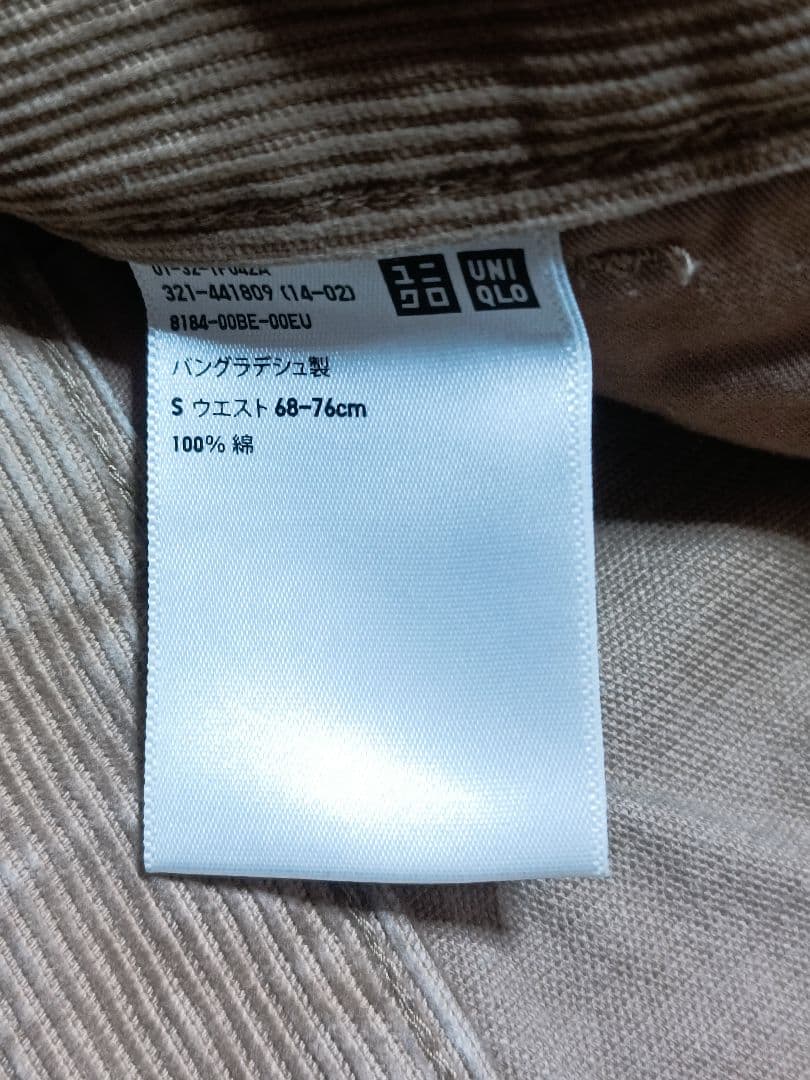 ユニクロ
UNIQLO
321-441809 (14-02)
8184-00BE-00EU
バングラデシュ製
S ウエスト 68-76cm
100% 綿